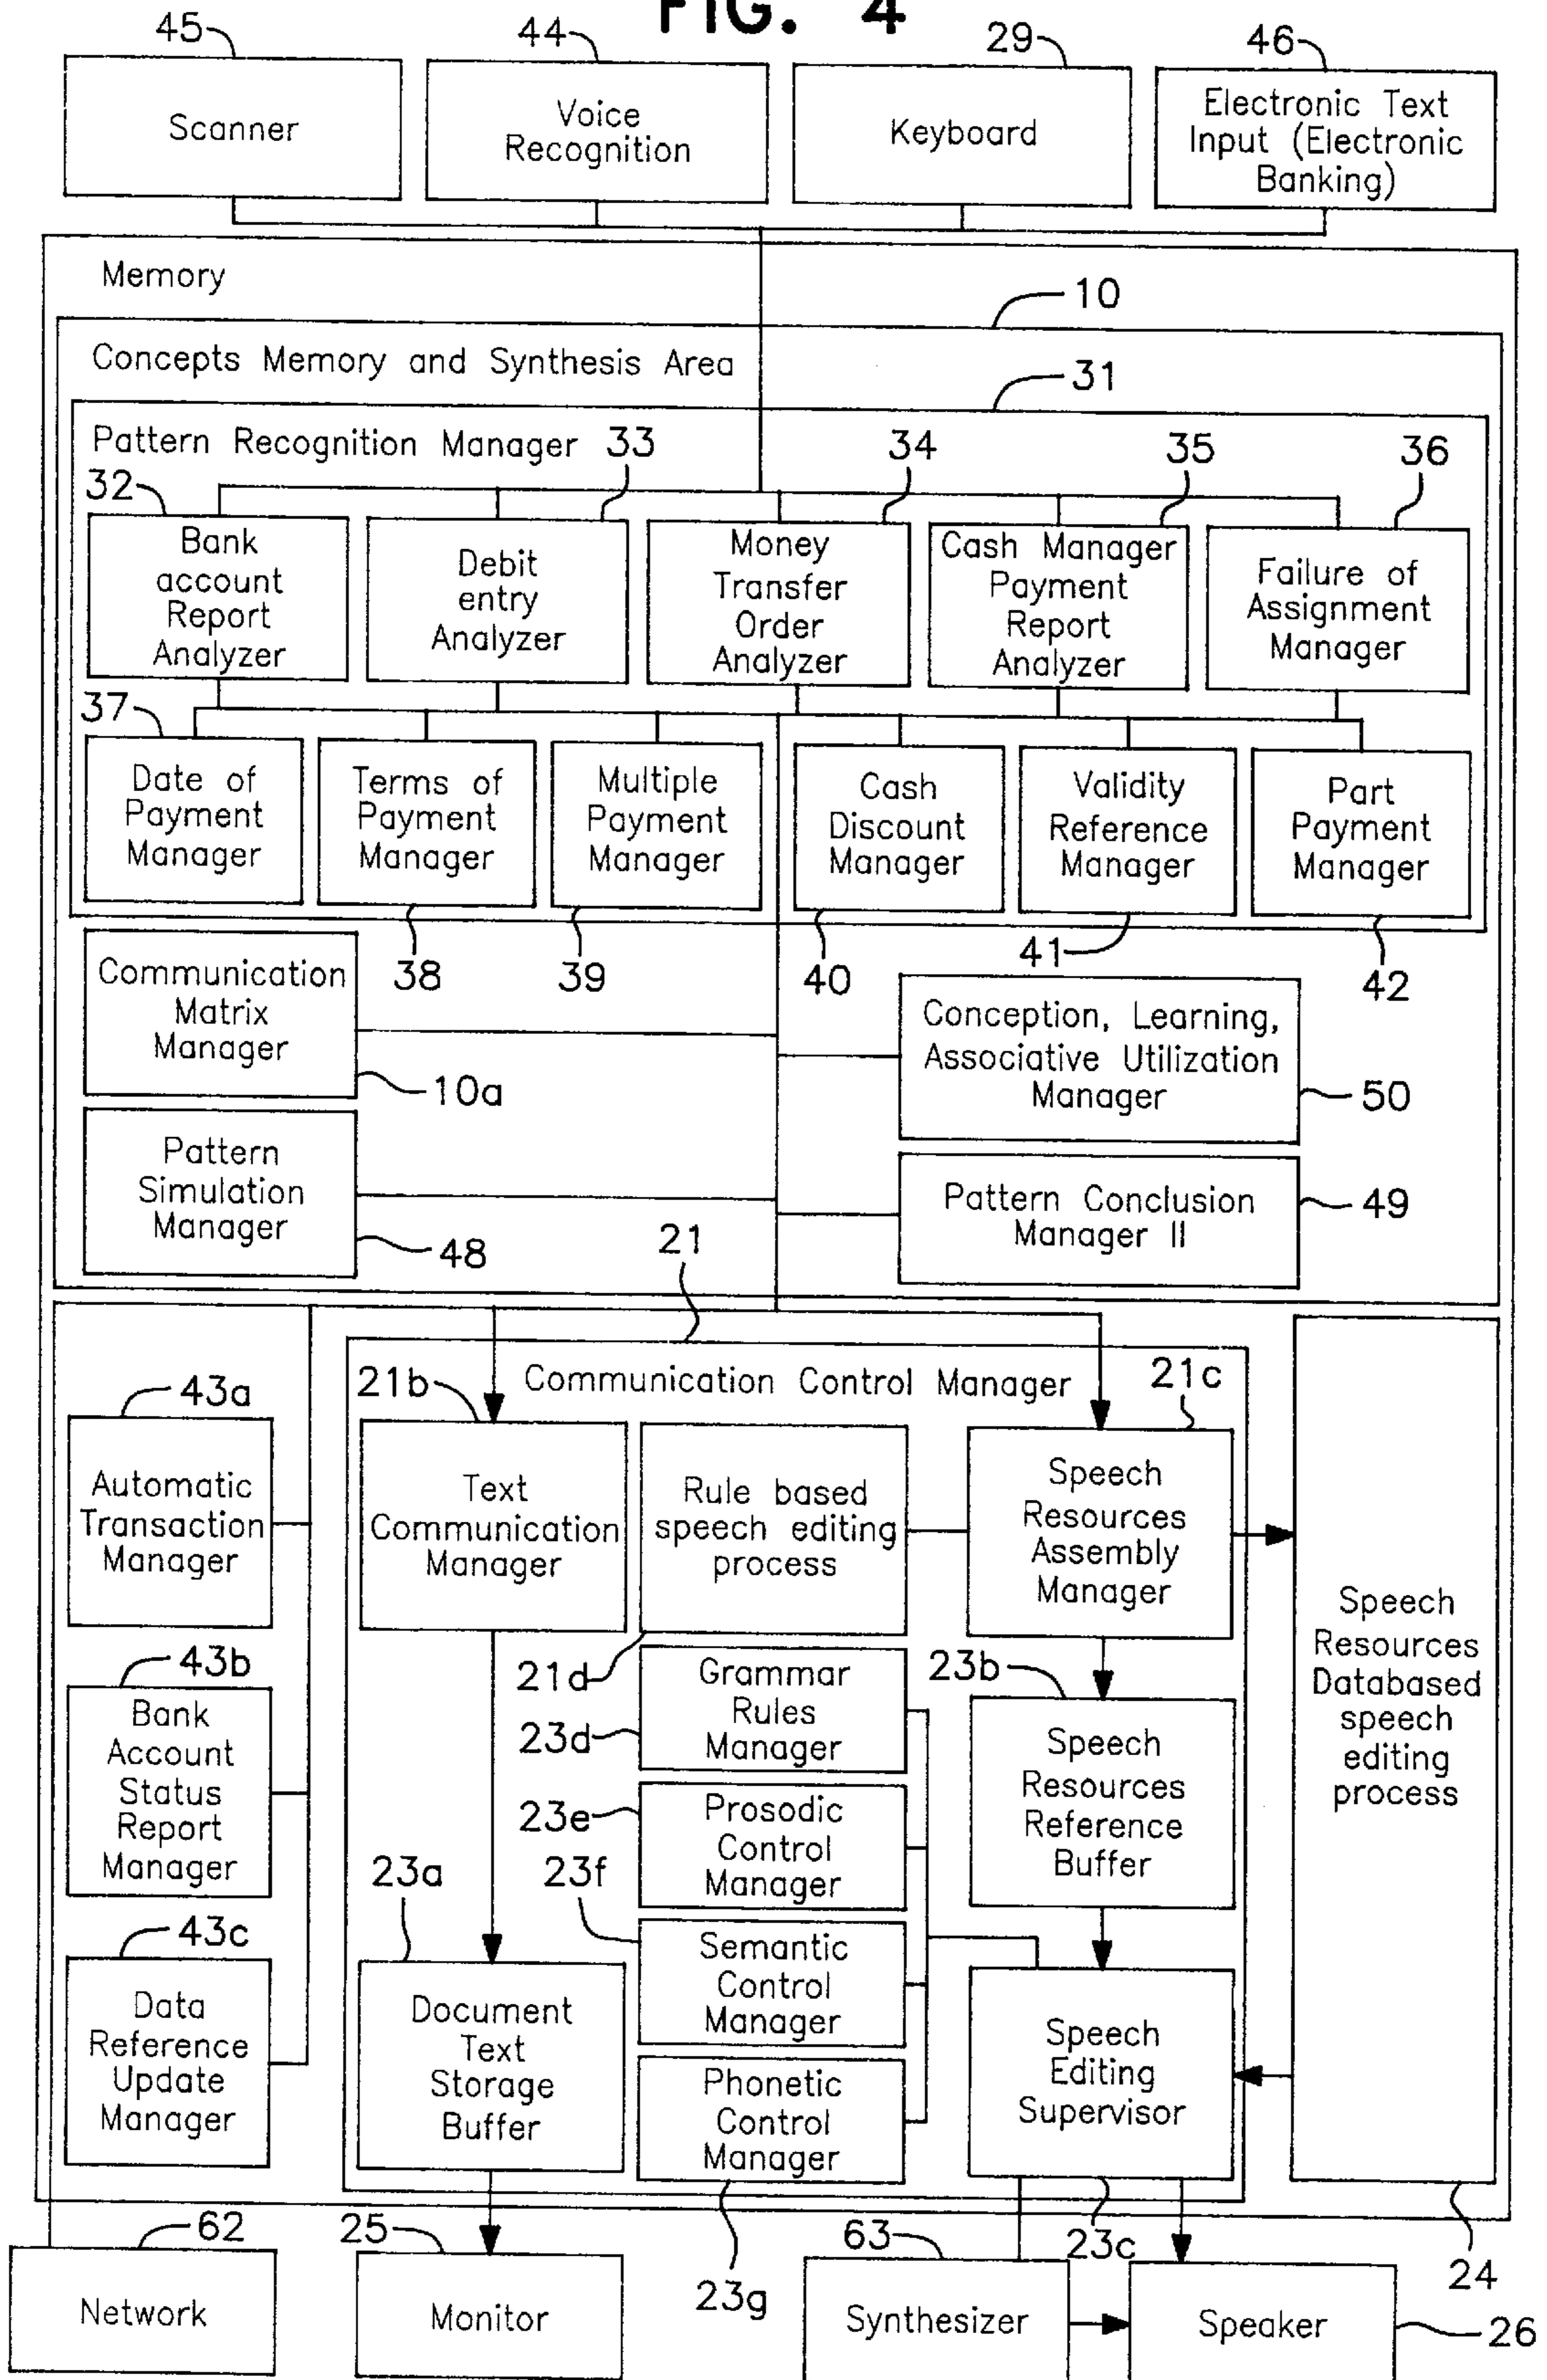 FIG. 4
45
44
29
46
Scanner
Voice
Recognition
Keyboard
Electronic Text
Input (Electronic
Banking)
Memory
10
Concepts Memory and Synthesis Area
31
Pattern Recognition Manager
33
34
35
36
32
Bank
account
Report
Analyzer
Debit
entry
Analyzer
Money
Transfer
Order
Analyzer
Cash Manager
Payment
Report
Analyzer
Failure of
Assignment
Manager
37
Date of
Payment
Manager
Terms of
Payment
Manager
Multiple
Payment
Manager
Cash
Discount
Manager
Validity
Reference
Manager
Part
Payment
Manager
38
39
40
41
42
Communication
Matrix
Manager
10a
Conception, Learning,
Associative Utilization
Manager
50
Pattern
Simulation
Manager
48
Pattern Conclusion
Manager II
49
21
Communication Control Manager
43a
21b
21c
Automatic
Transaction
Manager
Text
Communication
Manager
Rule based
speech editing
process
Speech
Resources
Assembly
Manager
Speech
Resources
Databased
speech
editing
process
43b
Bank
Account
Status
Report
Manager
21d
Grammar
Rules
Manager
23d
23b
Speech
Resources
Reference
Buffer
23e
Prosodic
Control
Manager
23a
23f
Semantic
Control
Manager
43c
Data
Reference
Update
Manager
Document
Text
Storage
Buffer
Phonetic
Control
Manager
Speech
Editing
Supervisor
62
25
23g
63
23c
24
Network
Monitor
Synthesizer
Speaker
26